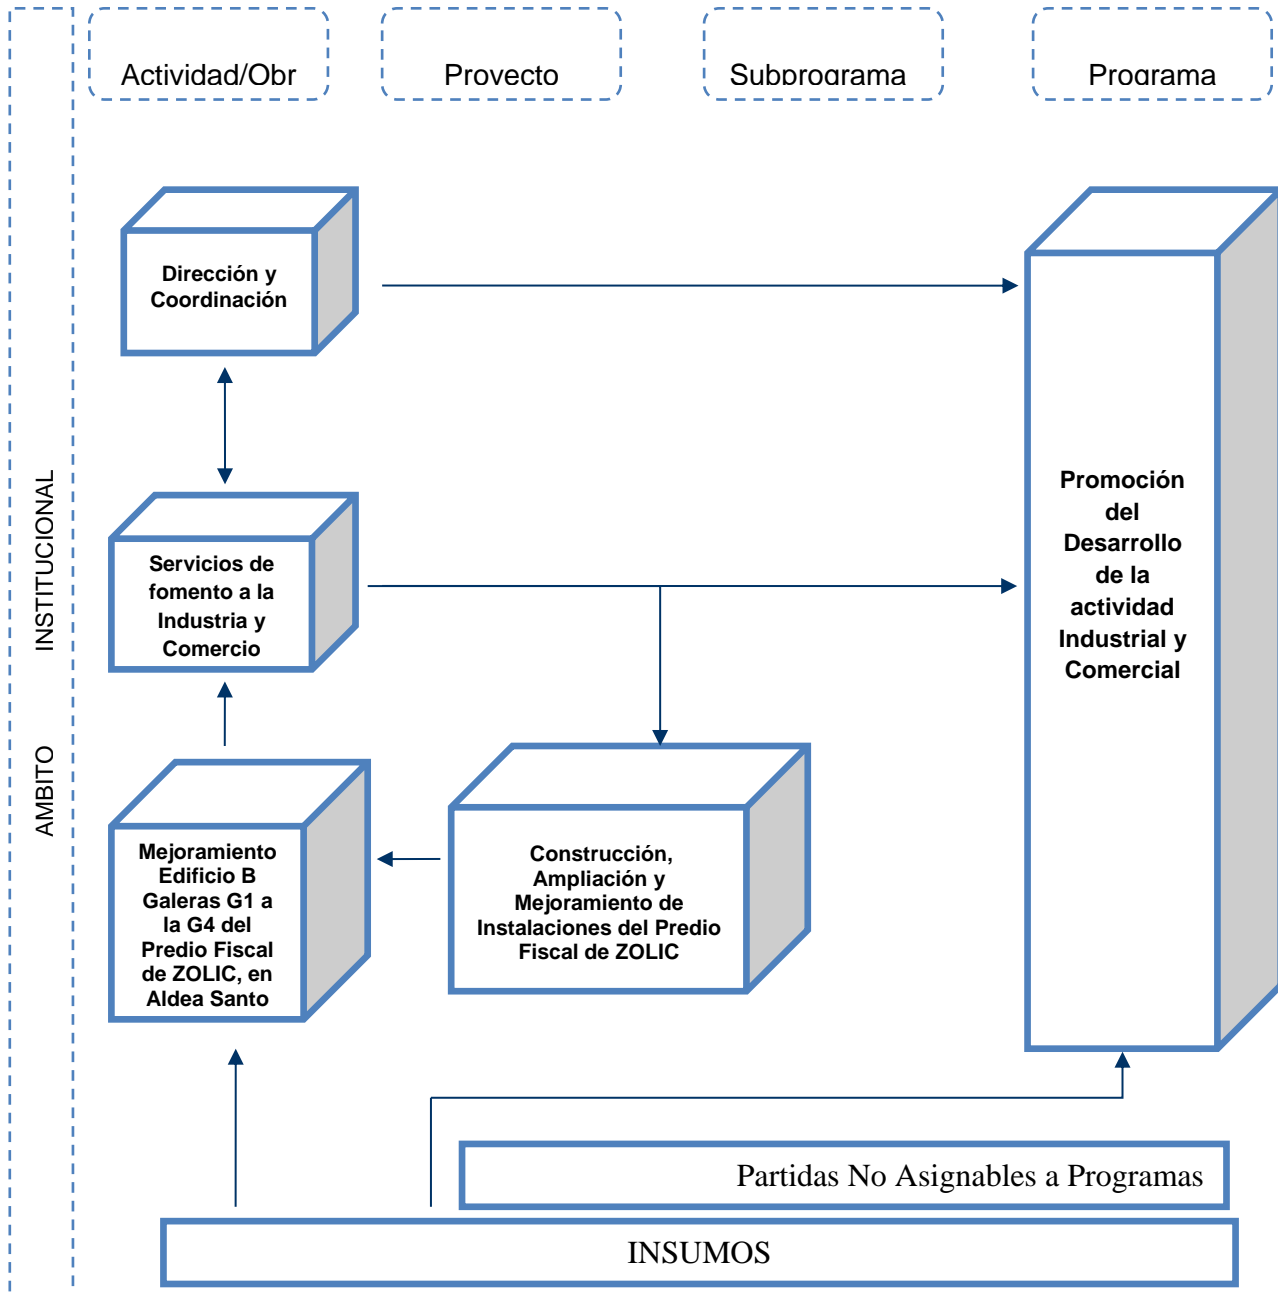 Actividad/Obr
Proyecto
Subprograma
Programa
Dirección y
Coordinación
Servicios de
fomento a la
Industria y
Comercio
Mejoramiento
Edificio B
Galeras G1 a
la G4 del
Predio Fiscal
de ZOLIC, en
Aldea Santo
Construcción,
Ampliación y
Mejoramiento de
Instalaciones del Predio
Fiscal de ZOLIC
Promoción
del
Desarrollo
de la
actividad
Industrial y
Comercial
AMBITO INSTITUCIONAL
Partidas No Asignables a Programas
INSUMOS